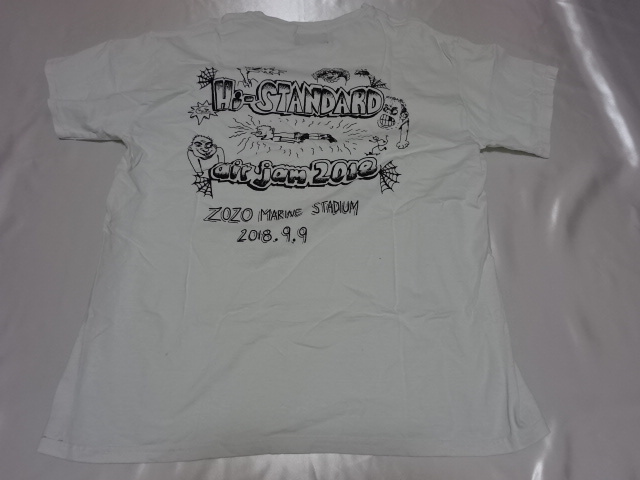 Hi-STANDARD
air jam 2018
ZOZO MARINE STADIUM
2018.9.9